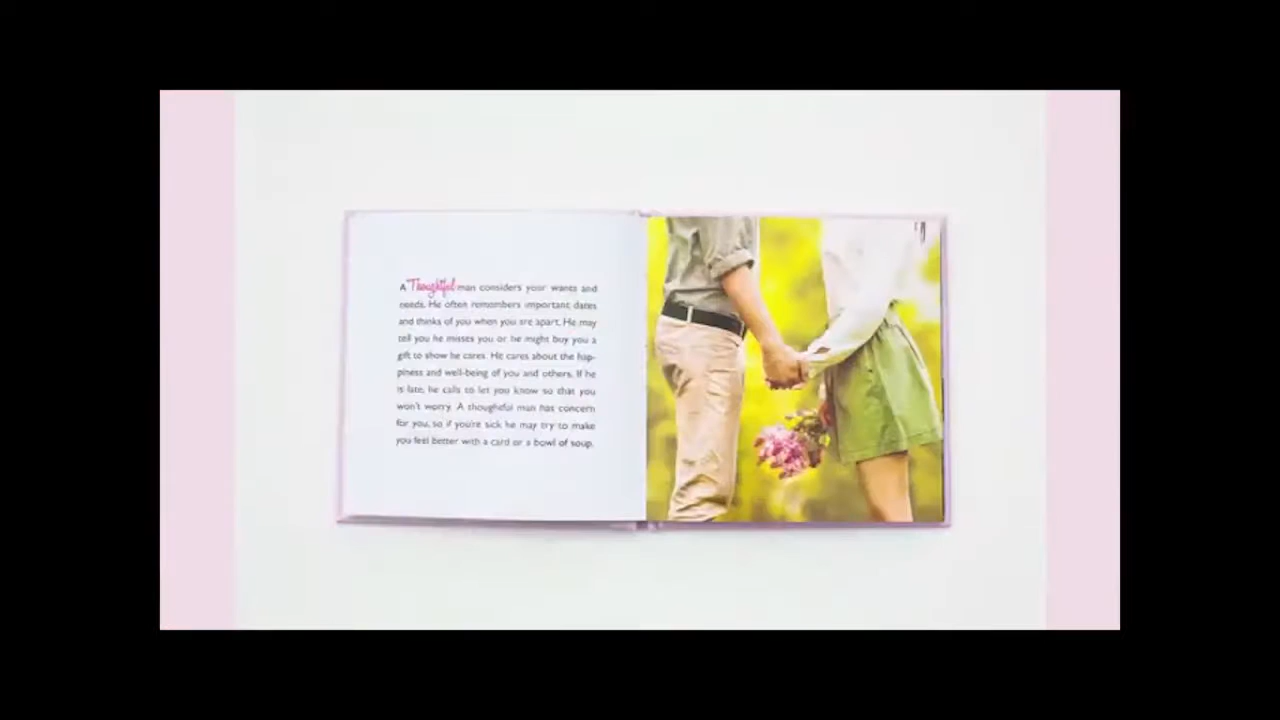 A Thoughtful man considers your wants and
needs. He often remembers important dates
and thinks of you when you are apart. He may
tell you he misses you or he might buy you a
gift to show he cares. He cares about the hap-
piness and well-being of you and others. If he
is late, he calls to let you know so that you
won't worry. A thoughtful man has concern
for you, so if you're sick he may try to make
you feel better with a card or a bowl of soup.